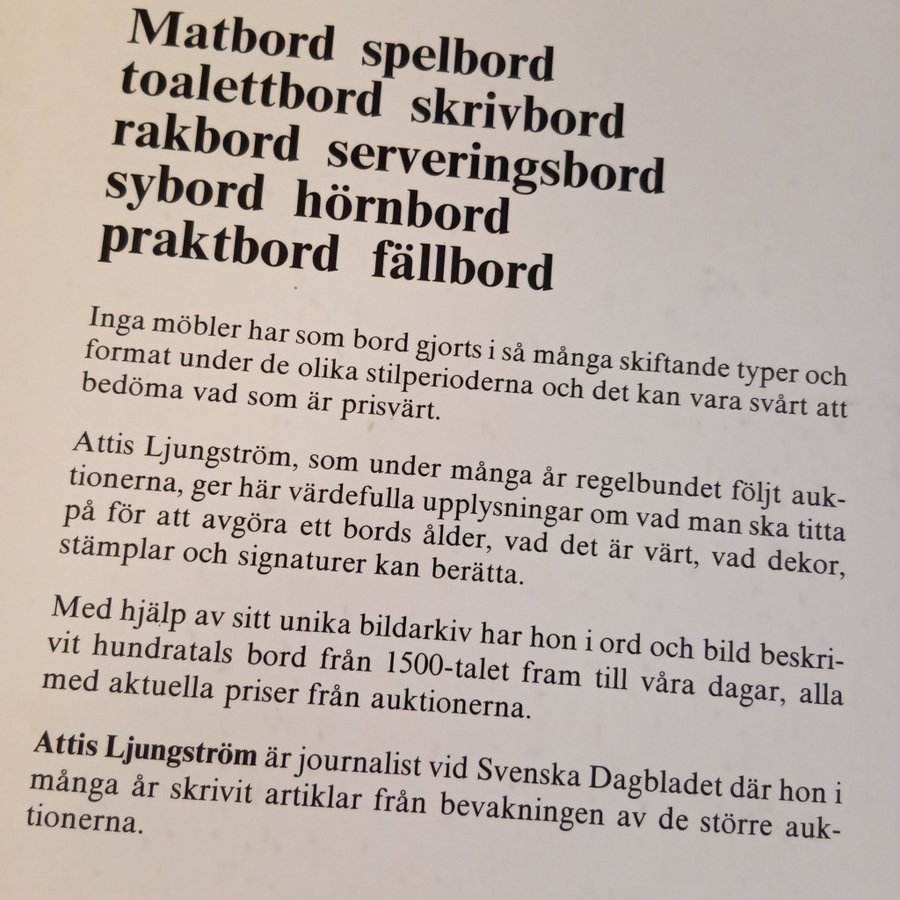 Matbord spelbord
toalettbord skrivbord
rakbord serveringsbord
sybord hörnbord
praktbord fällbord
Inga möbler har som bord gjorts i så många skiftande typer och
format under de olika stilperioderna och det kan vara svårt att
bedöma vad som är prisvärt.
Attis Ljungström, som under många år regelbundet följt auk-
tionerna, ger här värdefulla upplysningar om vad man ska titta
på för att avgöra ett bords ålder, vad det är värt, vad dekor,
stämplar och signaturer kan berätta.
Med hjälp av sitt unika bildarkiv har hon i ord och bild beskri-
vit hundratals bord från 1500-talet fram till våra dagar, alla
med aktuella priser från auktionerna.
Attis Ljungström är journalist vid Svenska Dagbladet där hon i
många år skrivit artiklar från bevakningen av de större auk-
tionerna.